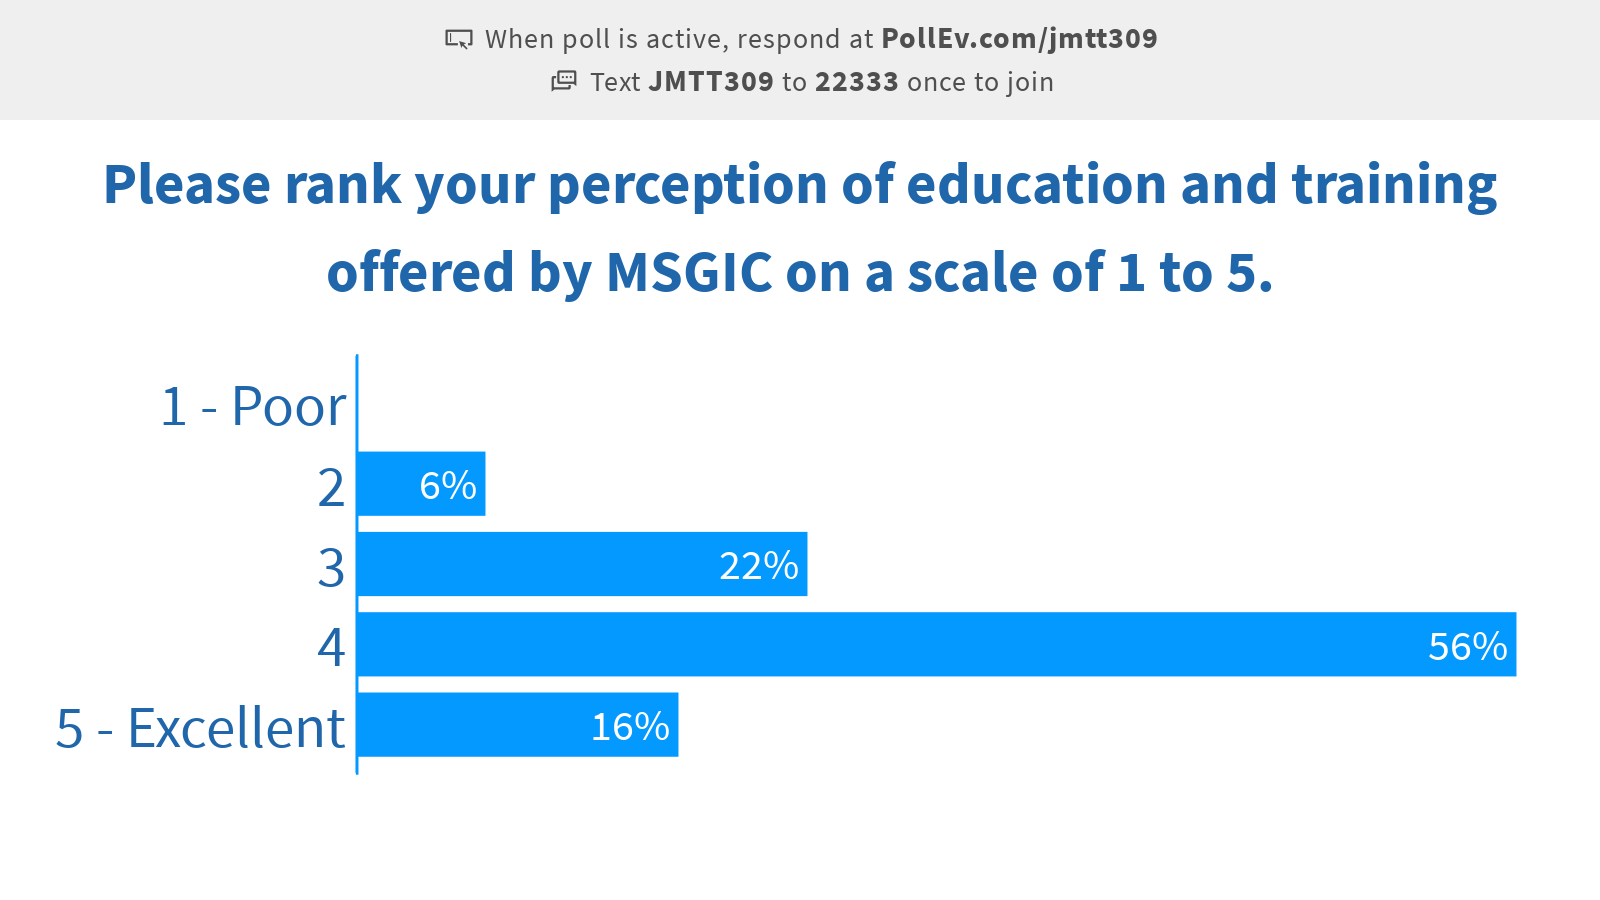 When poll is active, respond at PollEv.com/jmtt309
Text JMTT309 to 22333 once to join
Please rank your perception of education and training
offered by MSGIC on a scale of 1 to 5.
1 - Poor
2 6%
3 22%
4 56%
5 - Excellent 16%